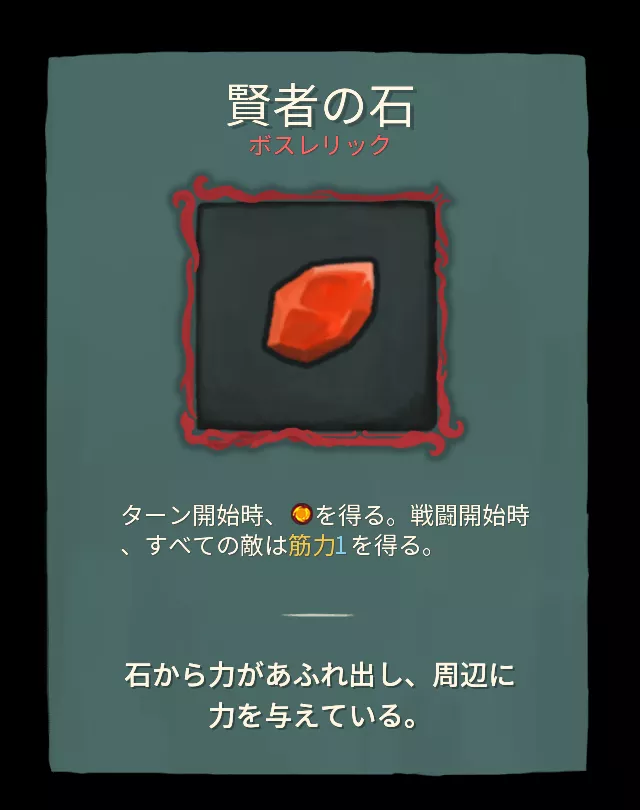 賢者の石
ボスレリック
ターン開始時、を得る。戦闘開始時
、すべての敵は筋力1を得る。
石から力があふれ出し、周辺に
力を与えている。